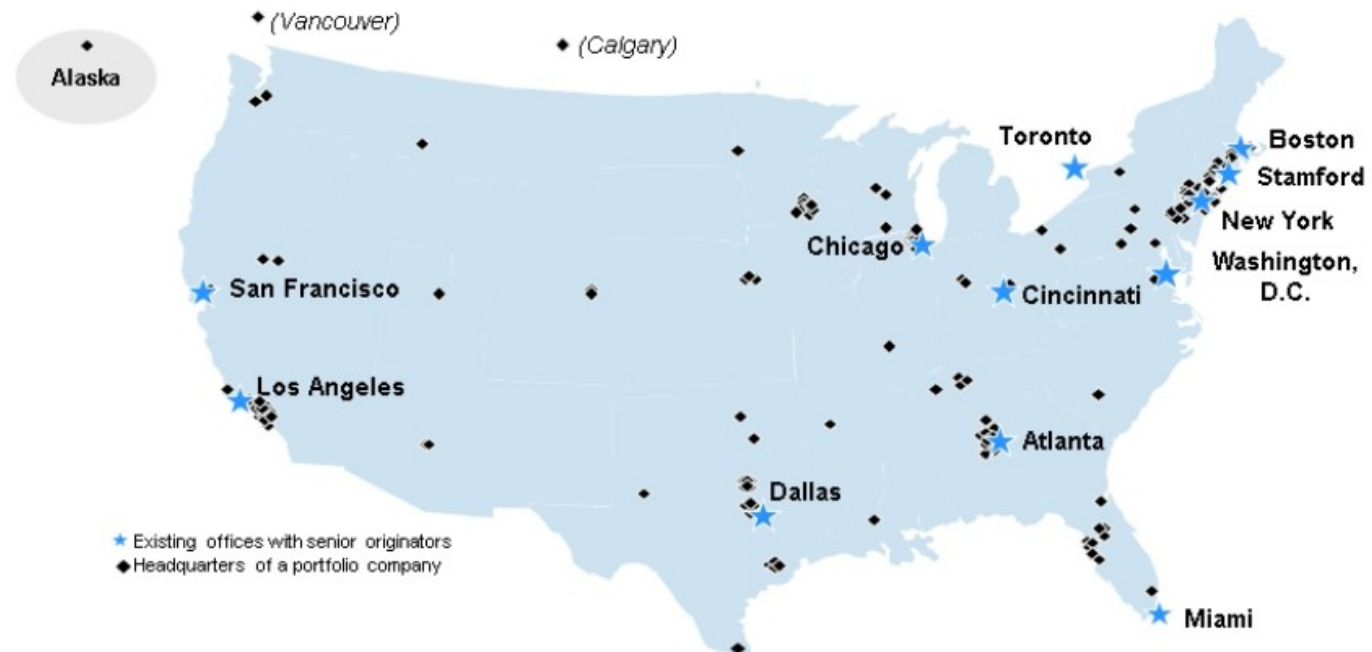 (Vancouver)
(Calgary)
Alaska
Toronto
Boston
Stamford
New York
Chicago
Washington,
D.C.
San Francisco
Cincinnati
Los Angeles
Atlanta
Dallas
Existing offices with senior originators
Headquarters of a portfolio company
Miami